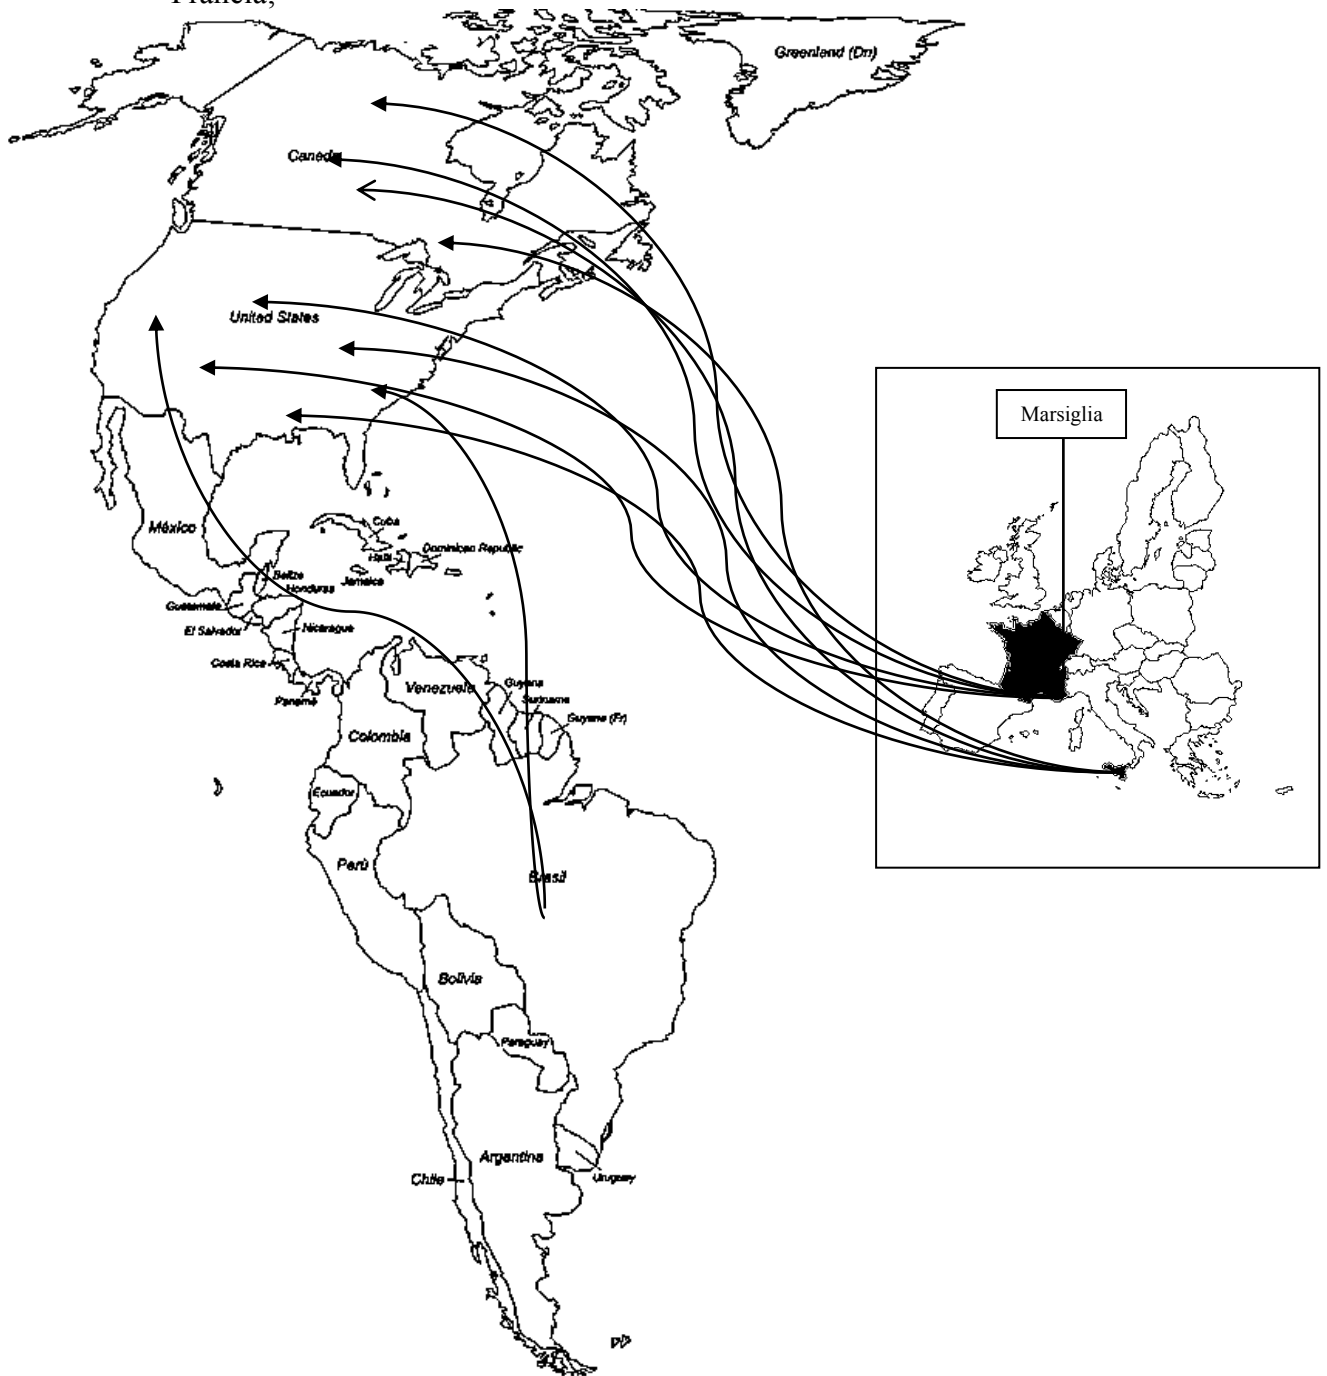 Francia,
Greenland (Dn)
Canada
United States
Marsiglia
México
Cuba
Dominican Republic
Haiti
Jamaica
Belize
Honduras
Guatemala
El Salvador
Nicaragua
Costa Rica
Panamá
Venezuela
Guyana
Suriname
Guyane (Fr)
Colombia
Ecuador
Perú
Brasil
Bolivia
Paraguay
Argentina
Chile
Uruguay